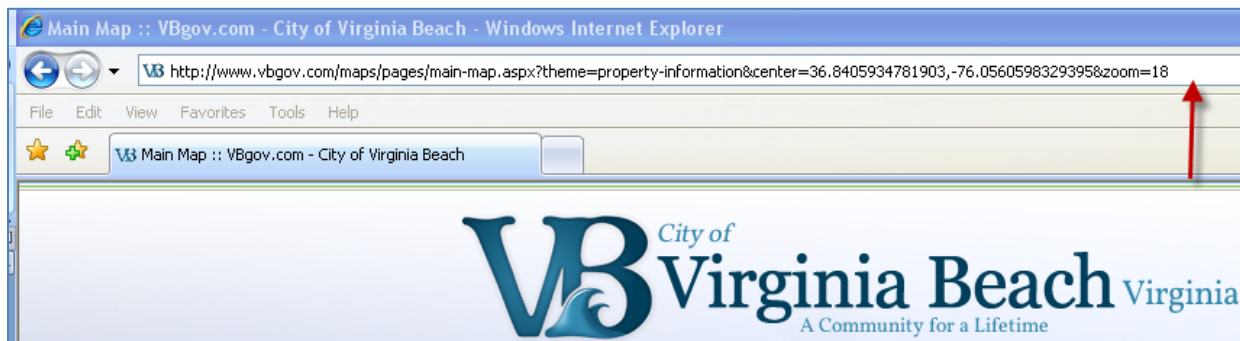 Main Map :: VBgov.com - City of Virginia Beach - Windows Internet Explorer
VB http://www.vbgov.com/maps/pages/main-map.aspx?theme=property-information&center=36.8405934781903,-76.0560598329395&zoom=18
File Edit View Favorites Tools Help
VB Main Map :: VBgov.com - City of Virginia Beach
VB City of
Virginia Beach Virginia
A Community for a Lifetime